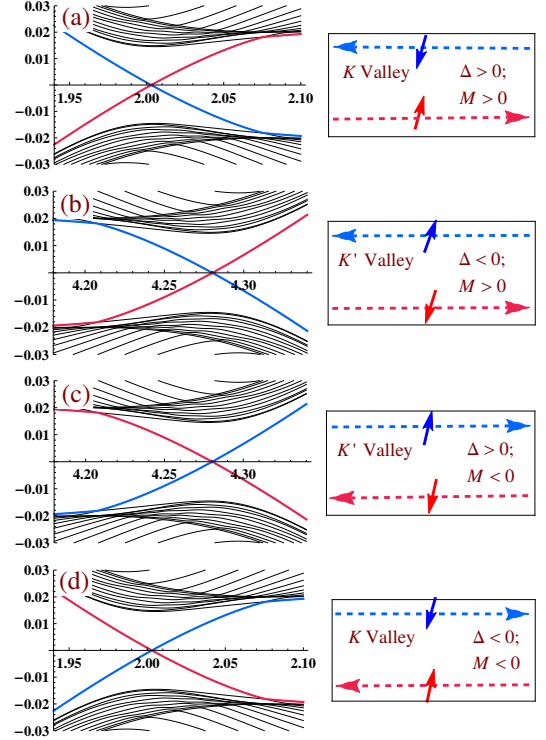 (a)
0.03
0.02
0.01
−0.01
−0.02
−0.03
1.95 2.00 2.05 2.10
K Valley
Δ > 0;
M > 0
(b)
0.03
0.02
0.01
−0.01
−0.02
−0.03
4.20 4.25 4.30
K' Valley
Δ < 0;
M > 0
(c)
0.03
0.02
0.01
−0.01
−0.02
−0.03
4.20 4.25 4.30
K' Valley
Δ > 0;
M < 0
(d)
0.03
0.02
0.01
−0.01
−0.02
−0.03
1.95 2.00 2.05 2.10
K Valley
Δ < 0;
M < 0